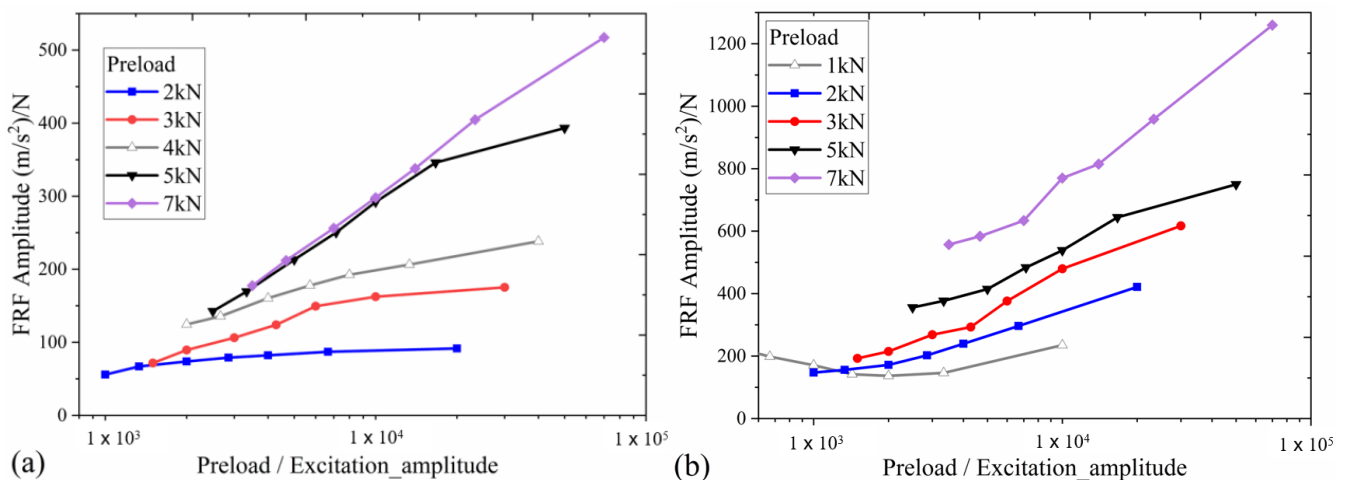 500
400
300
200
100
0
FRF Amplitude (m/s²)/N
Preload
2kN
3kN
4kN
5kN
7kN
1 x 10³
1 x 10⁴
1 x 10⁵
Preload / Excitation_amplitude
(a)
1200
1000
800
600
400
200
0
FRF Amplitude (m/s²)/N
Preload
1kN
2kN
3kN
5kN
7kN
1 x 10³
1 x 10⁴
1 x 10⁵
Preload / Excitation_amplitude
(b)